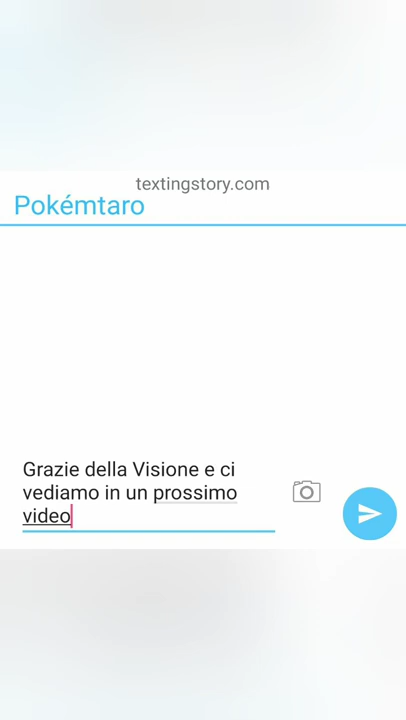 textingstory.com
Pokémtaro
Grazie della Visione e ci
vediamo in un prossimo
video